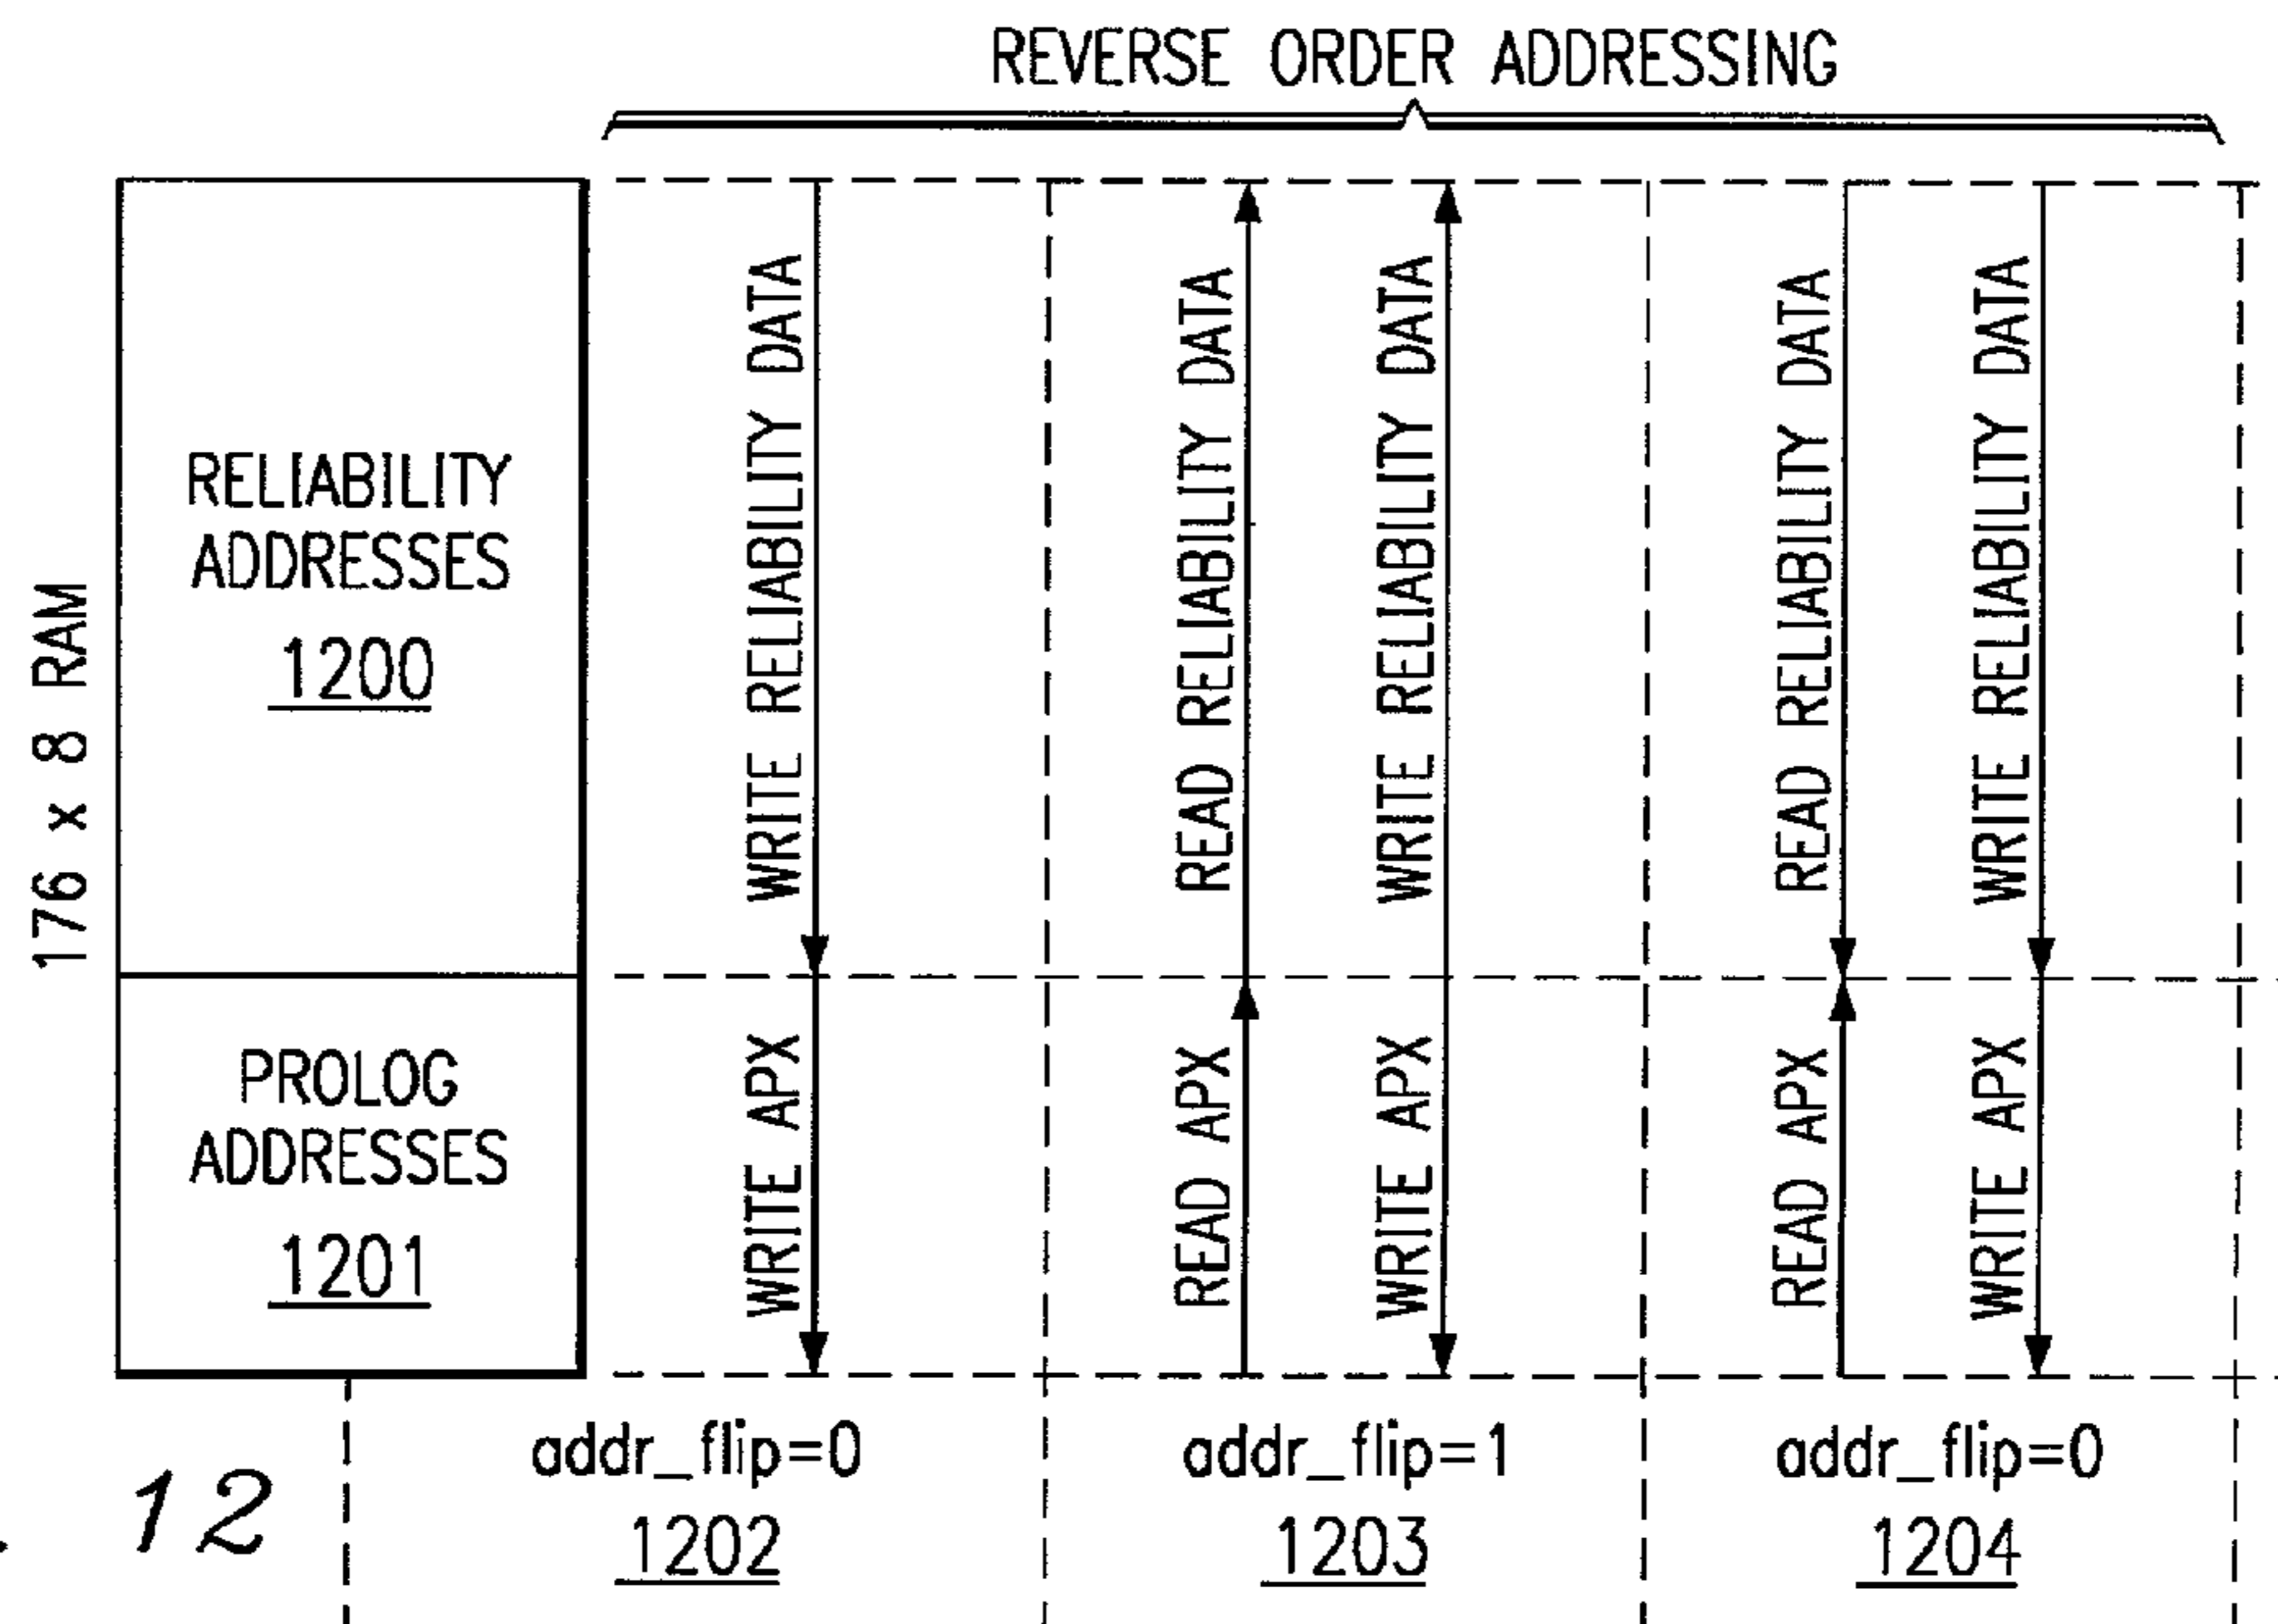 REVERSE ORDER ADDRESSING
176 x 8 RAM
RELIABILITY
ADDRESSES
1200
PROLOG
ADDRESSES
1201
WRITE RELIABILITY DATA
WRITE APX
READ RELIABILITY DATA
READ APX
WRITE RELIABILITY DATA
WRITE APX
READ RELIABILITY DATA
READ APX
WRITE RELIABILITY DATA
WRITE APX
addr_flip=0
1202
addr_flip=1
1203
addr_flip=0
1204
. 12